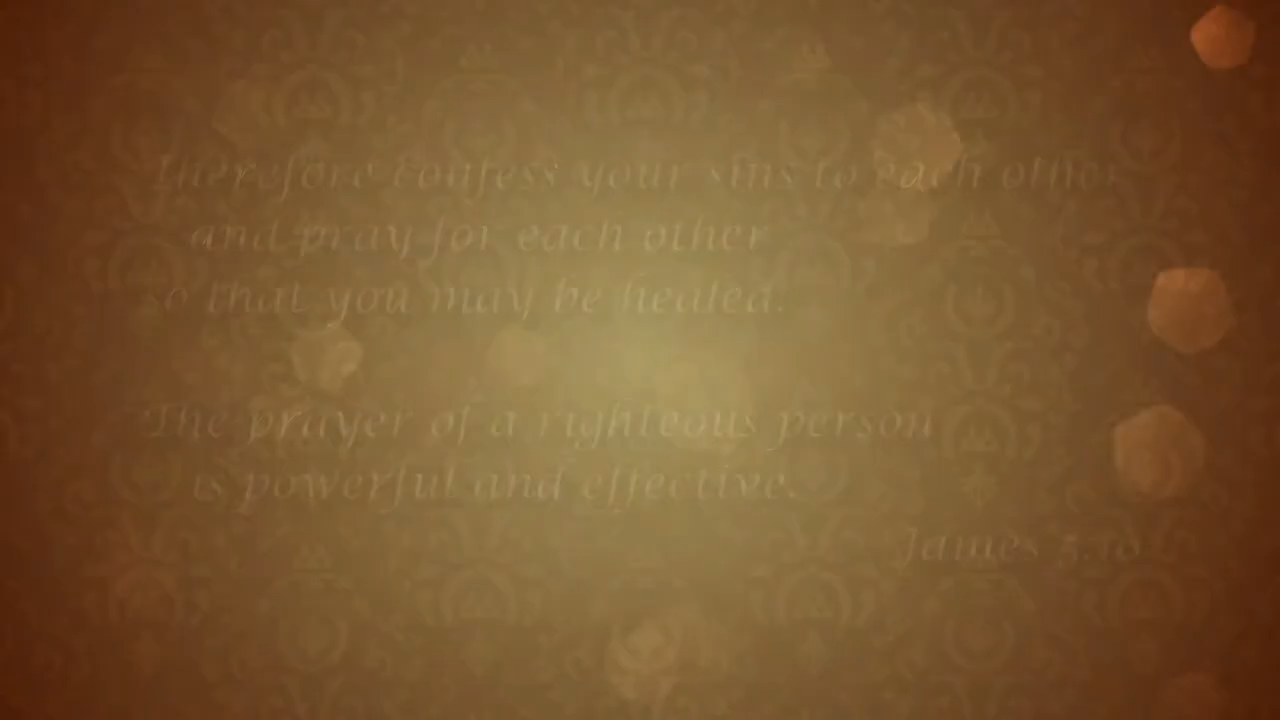 Therefore confess your sins to each other
and pray for each other
so that you may be healed.
The prayer of a righteous person
is powerful and effective.
James 5:16